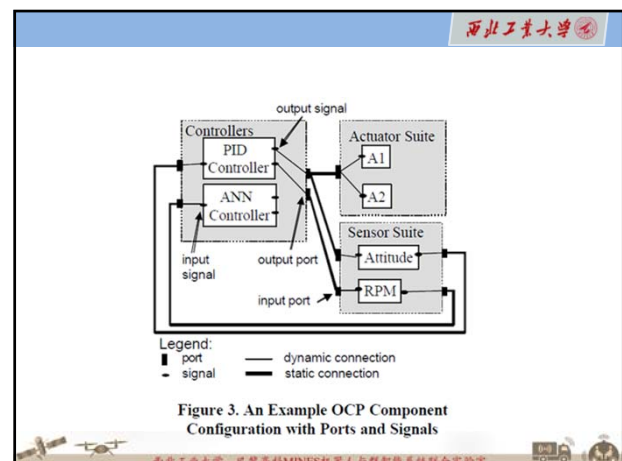 西北工业大学
output signal
Controllers
PID
Controller
ANN
Controller
Actuator Suite
A1
A2
Sensor Suite
Attitude
RPM
input
signal
output port
input port
Legend:
port
dynamic connection
signal
static connection
Figure 3. An Example OCP Component
Configuration with Ports and Signals